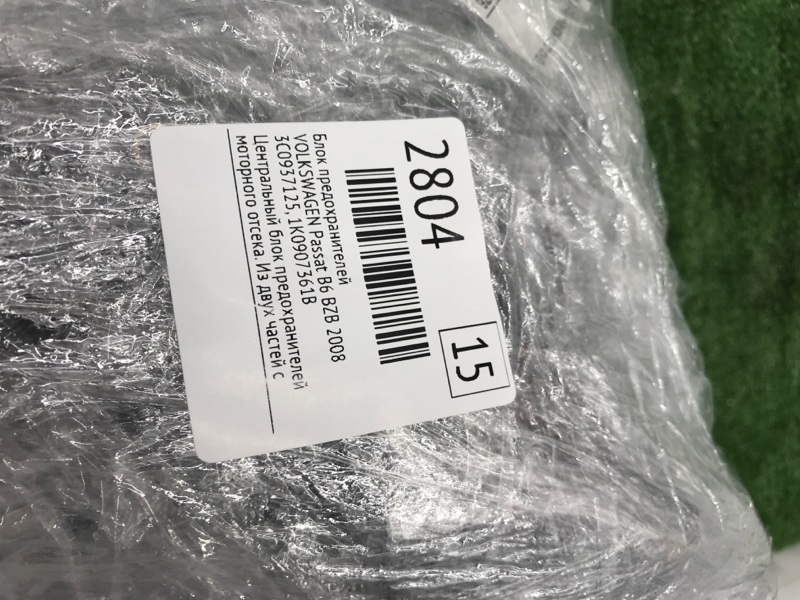 2804
15
Блок предохранителей
VOLKSWAGEN Passat B6 BZB 2008
3C0937125, 1K0907361B
Центральный блок предохранителей
моторного отсека. Из двух частей с